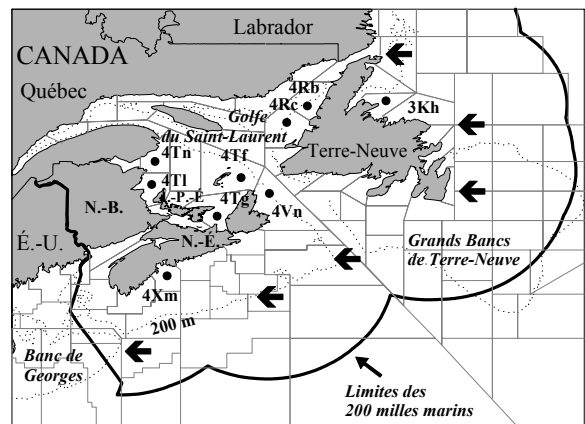 Labrador
CANADA
Québec
4Rb
4Rc
3Kh
Golfe
du Saint-Laurent
4Tn
4Tf
Terre-Neuve
4Tl
Î.-P.-É
4Tg
4Vn
N.-B.
N.-É.
É.-U.
Grands Bancs
de Terre-Neuve
4Xm
200 m
Banc de
Georges
Limites des
200 milles marins